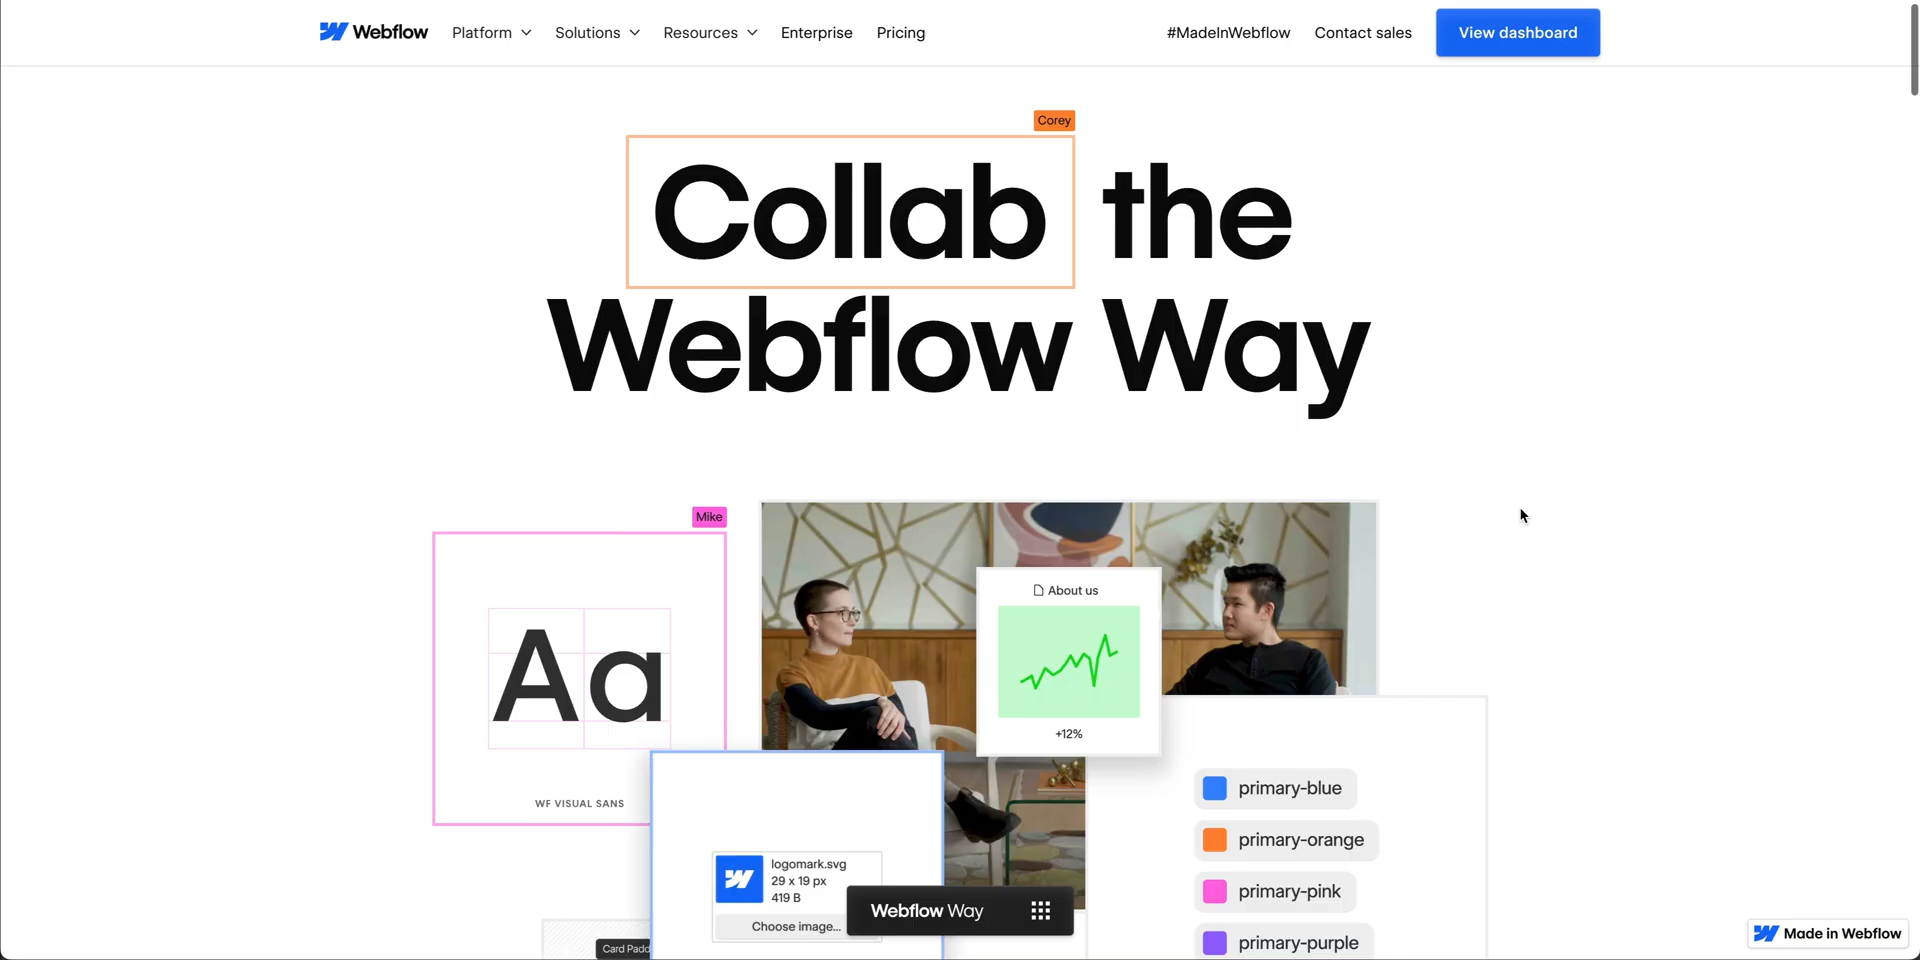 Webflow Platform Solutions Resources Enterprise Pricing #MadeInWebflow Contact sales View dashboard
Corey
Collab the
Webflow Way
Mike
Aa
WF VISUAL SANS
About us
+12%
logomark.svg
29 x 19 px
419 B
Choose image...
Card Padd
primary-blue
primary-orange
primary-pink
primary-purple
Webflow Way
Made in Webflow